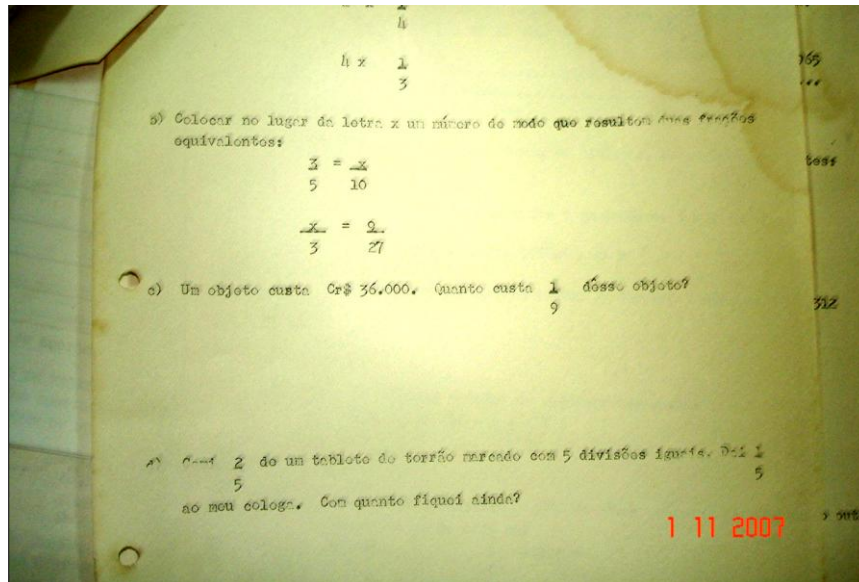 4
4 x 1
3
b) Colocar no lugar da letra x um número de modo que resultem duas frações
equivalentes:
3 = x
5 10
x = 9
3 27
c) Um objeto custa Cr$ 36.000. Quanto custa 1 dêsse objeto?
9
312
2 de um tablete de torrão marcado com 5 divisões iguais. Dei 1
5 5
ao meu colega. Com quanto fiquei ainda?
1 11 2007